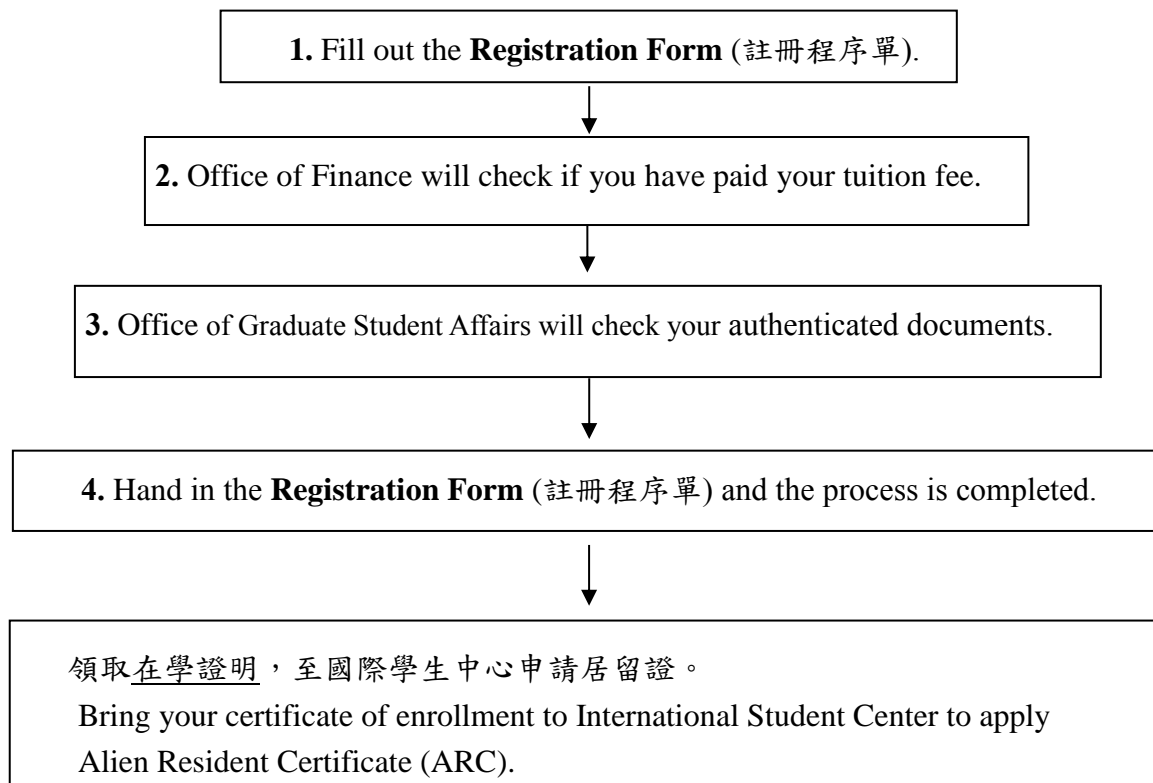 1. Fill out the Registration Form (註冊程序單).
2. Office of Finance will check if you have paid your tuition fee.
3. Office of Graduate Student Affairs will check your authenticated documents.
4. Hand in the Registration Form (註冊程序單) and the process is completed.
領取在學證明，至國際學生中心申請居留證。
Bring your certificate of enrollment to International Student Center to apply
Alien Resident Certificate (ARC).